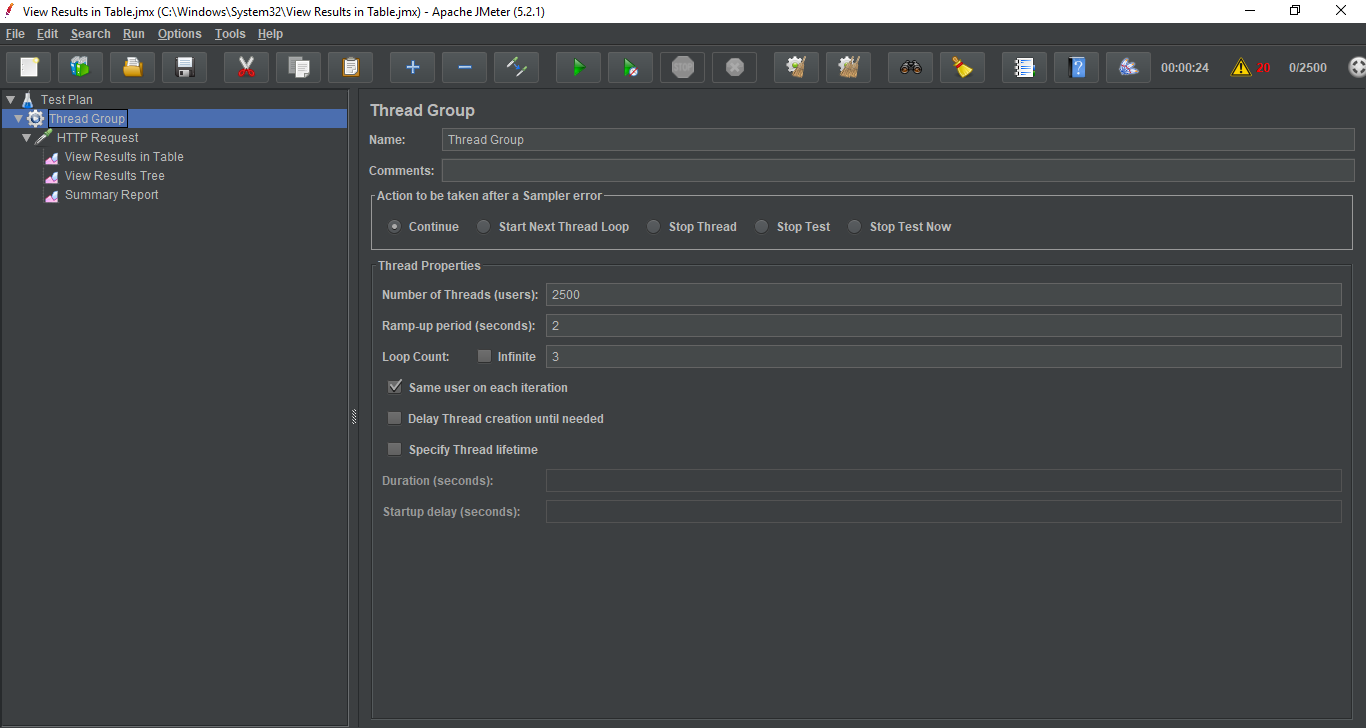 View Results in Table.jmx (C:\Windows\System32\View Results in Table.jmx) - Apache JMeter (5.2.1)
File Edit Search Run Options Tools Help
STOP 00:00:24 20 0/2500
Test Plan
Thread Group
HTTP Request
View Results in Table
View Results Tree
Summary Report
Thread Group
Name: Thread Group
Comments:
Action to be taken after a Sampler error
Continue Start Next Thread Loop Stop Thread Stop Test Stop Test Now
Thread Properties
Number of Threads (users): 2500
Ramp-up period (seconds): 2
Loop Count: Infinite 3
Same user on each iteration
Delay Thread creation until needed
Specify Thread lifetime
Duration (seconds):
Startup delay (seconds):